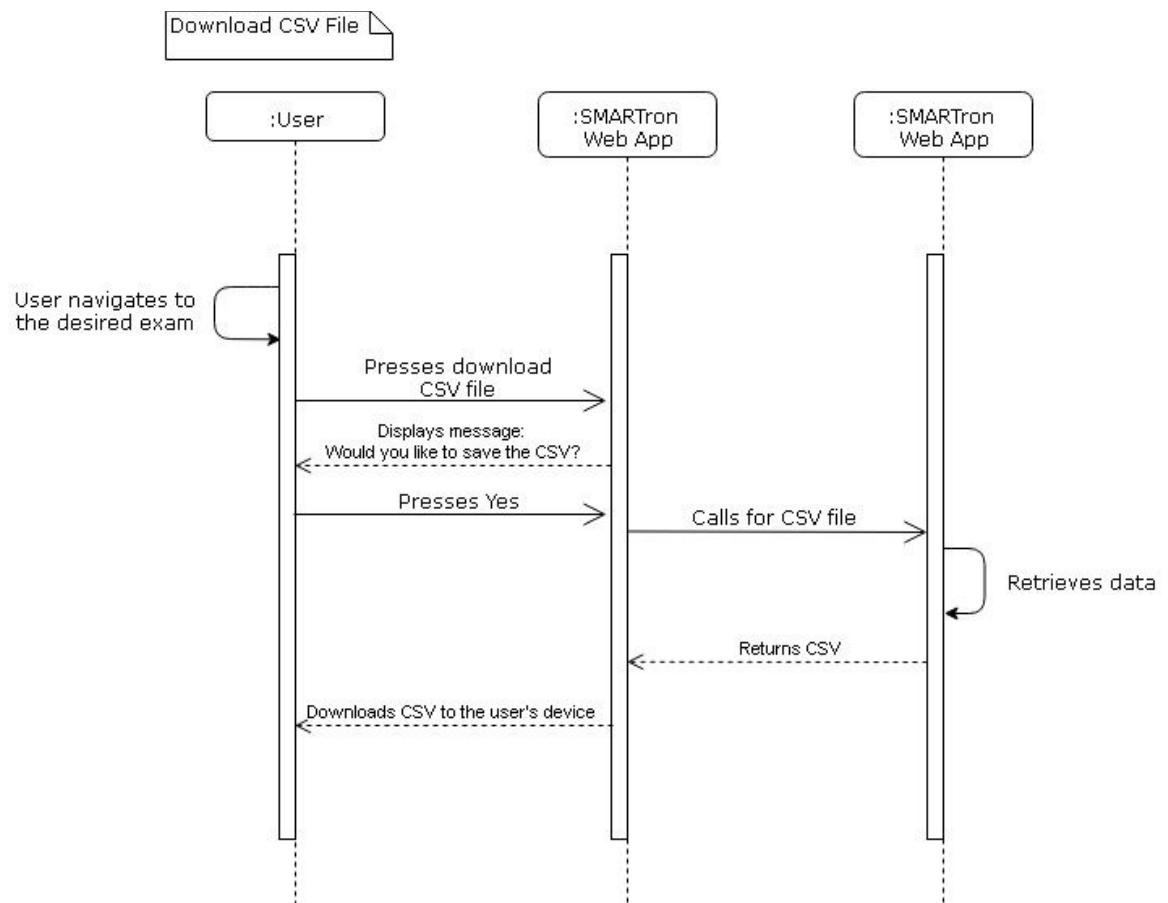 Download CSV File
:User
:SMARTron
Web App
:SMARTron
Web App
User navigates to
the desired exam
Presses download
CSV file
Displays message:
Would you like to save the CSV?
Presses Yes
Calls for CSV file
Retrieves data
Returns CSV
Downloads CSV to the user's device